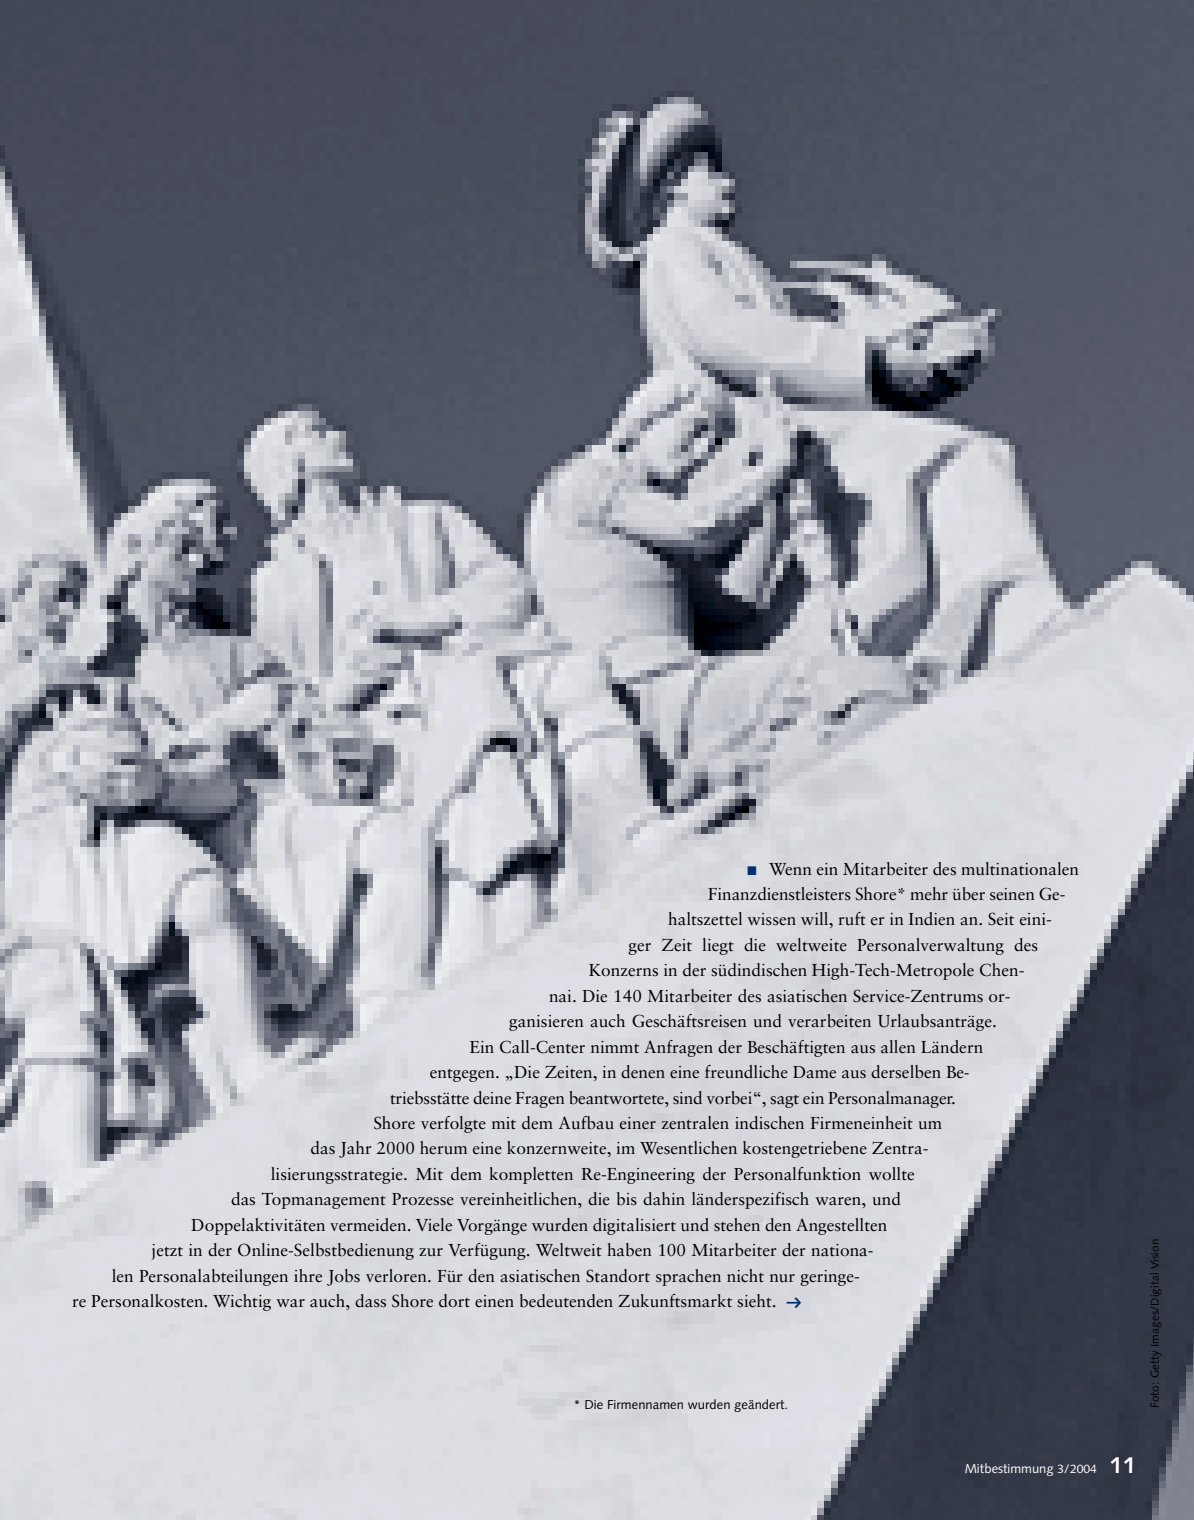 ■ Wenn ein Mitarbeiter des multinationalen
Finanzdienstleisters Shore* mehr über seinen Ge-
haltszettel wissen will, ruft er in Indien an. Seit eini-
ger Zeit liegt die weltweite Personalverwaltung des
Konzerns in der südindischen High-Tech-Metropole Chen-
nai. Die 140 Mitarbeiter des asiatischen Service-Zentrums or-
ganisieren auch Geschäftsreisen und verarbeiten Urlaubsanträge.
Ein Call-Center nimmt Anfragen der Beschäftigten aus allen Ländern
entgegen. „Die Zeiten, in denen eine freundliche Dame aus derselben Be-
triebsstätte deine Fragen beantwortete, sind vorbei“, sagt ein Personalmanager.
Shore verfolgte mit dem Aufbau einer zentralen indischen Firmeneinheit um
das Jahr 2000 herum eine konzernweite, im Wesentlichen kostengetriebene Zentra-
lisierungsstrategie. Mit dem kompletten Re-Engineering der Personalfunktion wollte
das Topmanagement Prozesse vereinheitlichen, die bis dahin länderspezifisch waren, und
Doppelaktivitäten vermeiden. Viele Vorgänge wurden digitalisiert und stehen den Angestellten
jetzt in der Online-Selbstbedienung zur Verfügung. Weltweit haben 100 Mitarbeiter der nationa-
len Personalabteilungen ihre Jobs verloren. Für den asiatischen Standort sprachen nicht nur geringe-
re Personalkosten. Wichtig war auch, dass Shore dort einen bedeutenden Zukunftsmarkt sieht. →
* Die Firmennamen wurden geändert.
Foto: Getty Images/Digital Vision
Mitbestimmung 3/2004 11